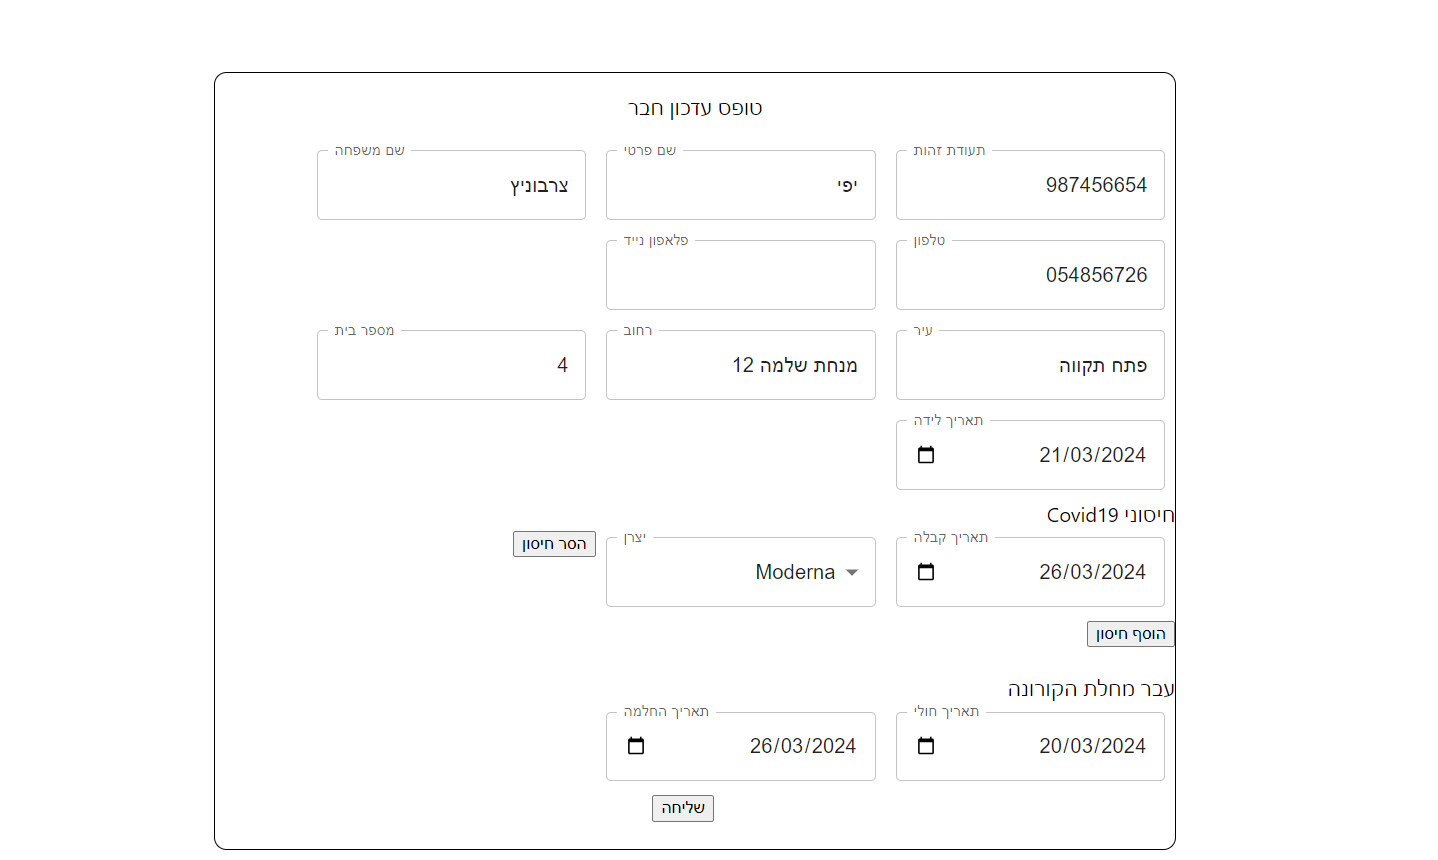 טופס עדכון חבר
תעודת זהות
987456654
שם פרטי
יפי
שם משפחה
צרבוניץ
טלפון
054856726
פלאפון נייד
עיר
פתח תקווה
רחוב
מנחת שלמה 12
מספר בית
4
תאריך לידה
21/03/2024
חיסוני Covid19
תאריך קבלה
26/03/2024
יצרן
Moderna
הסר חיסון
הוסף חיסון
עבר מחלת הקורונה
תאריך חולי
20/03/2024
תאריך החלמה
26/03/2024
שליחה